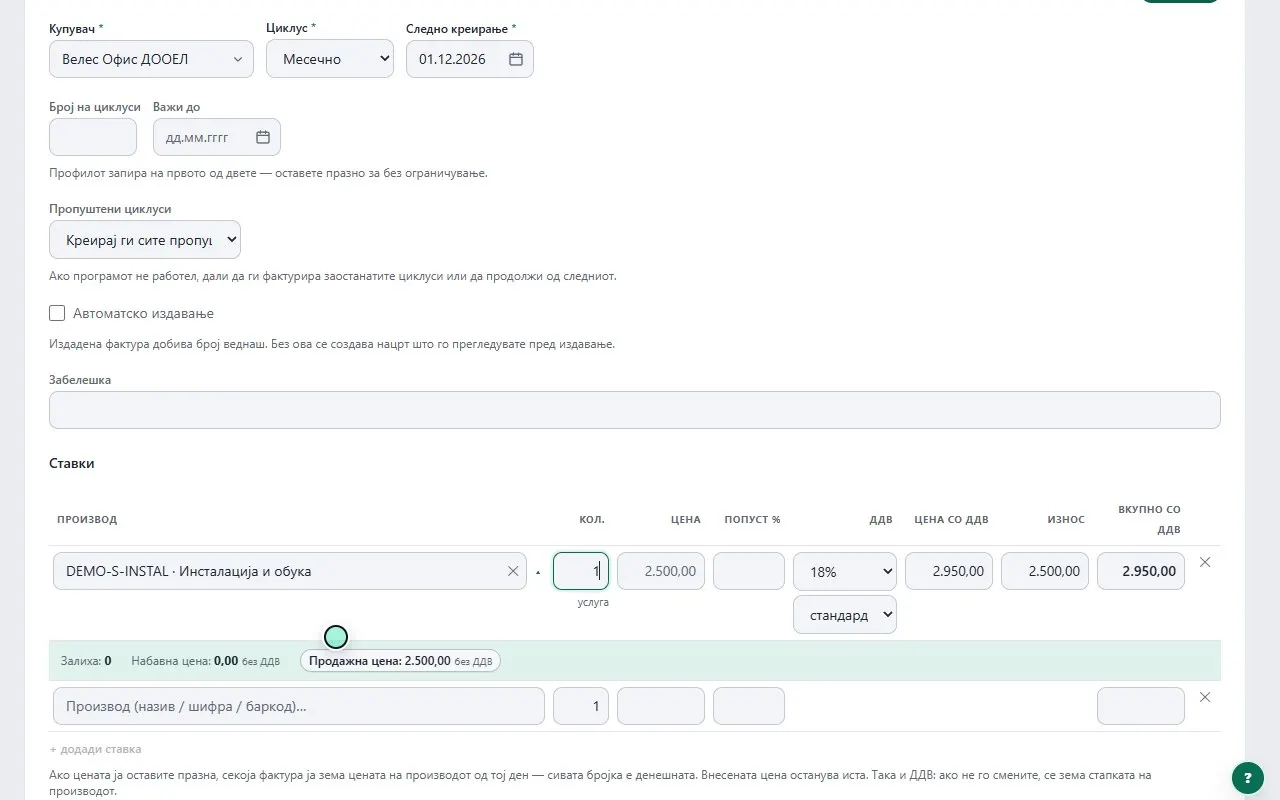 Купувач *
Циклус *
Следно креирање *
Велес Офис ДООЕЛ
Месечно
01.12.2026
Број на циклуси
Важи до
дд.мм.гггг
Профилот запира на првото од двете — оставете празно за без ограничување.
Пропуштени циклуси
Креирај ги сите пропуш
Ако програмот не работел, дали да ги фактурира заостанатите циклуси или да продолжи од следниот.
Автоматско издавање
Издадена фактура добива број веднаш. Без ова се создава нацрт што го прегледувате пред издавање.
Забелешка
Ставки
ПРОИЗВОД КОЛ. ЦЕНА ПОПУСТ % ДДВ ЦЕНА СО ДДВ ИЗНОС ВКУПНО СО ДДВ
DEMO-S-INSTAL · Инсталација и обука 1 2.500,00 18% 2.950,00 2.500,00 2.950,00
услуга
стандард
Залиха: 0 Набавна цена: 0,00 без ДДВ Продажна цена: 2.500,00 без ДДВ
Производ (назив / шифра / баркод)... 1
+ додади ставка
Ако цената ја оставите празна, секоја фактура ја зема цената на производот од тој ден — сивата бројка е денешната. Внесената цена останува иста. Така и ДДВ: ако не го смените, се зема стапката на
производот.
?